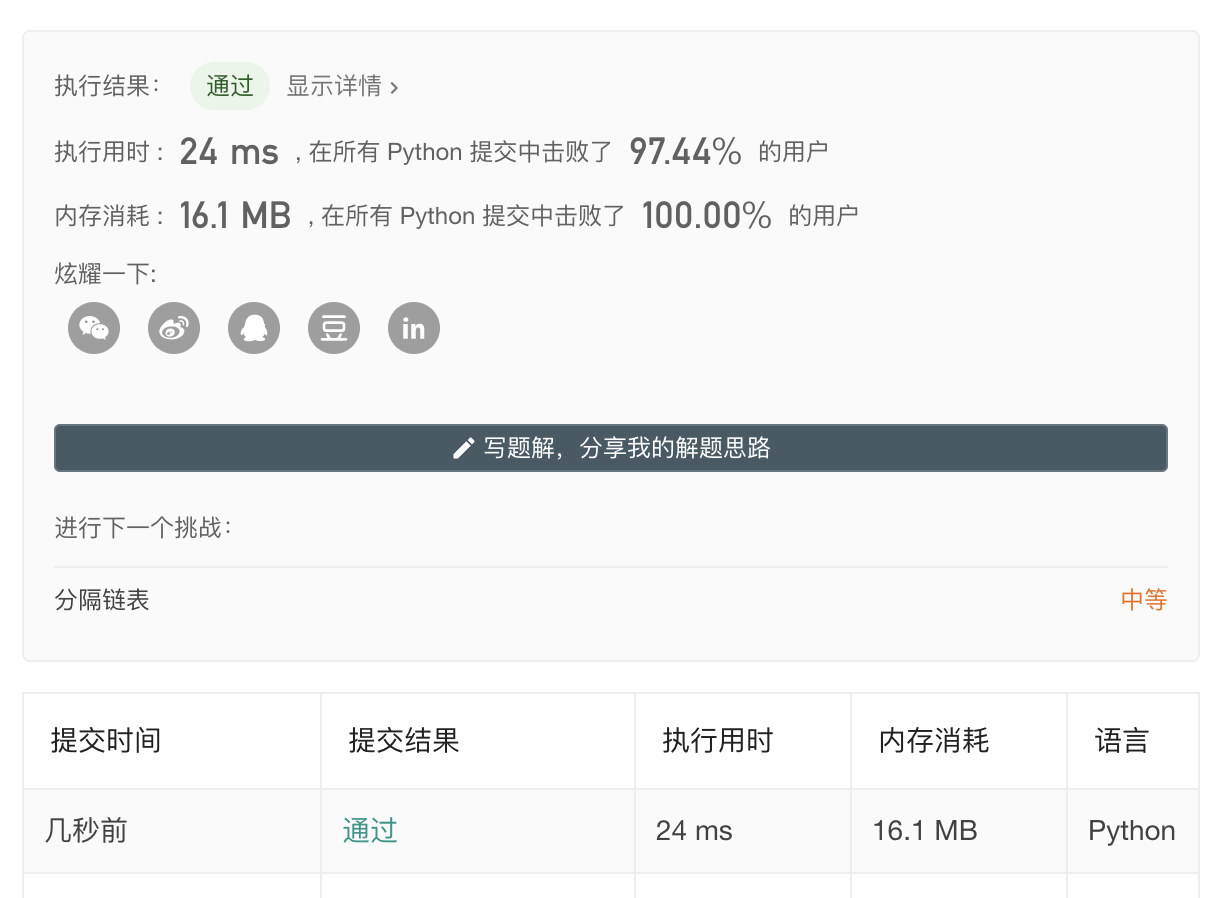 执行结果： 通过 显示详情 ›
执行用时： 24 ms , 在所有 Python 提交中击败了 97.44% 的用户
内存消耗： 16.1 MB , 在所有 Python 提交中击败了 100.00% 的用户
炫耀一下:
豆 in
写题解，分享我的解题思路
进行下一个挑战：
分隔链表 中等
提交时间 提交结果 执行用时 内存消耗 语言
几秒前 通过 24 ms 16.1 MB Python